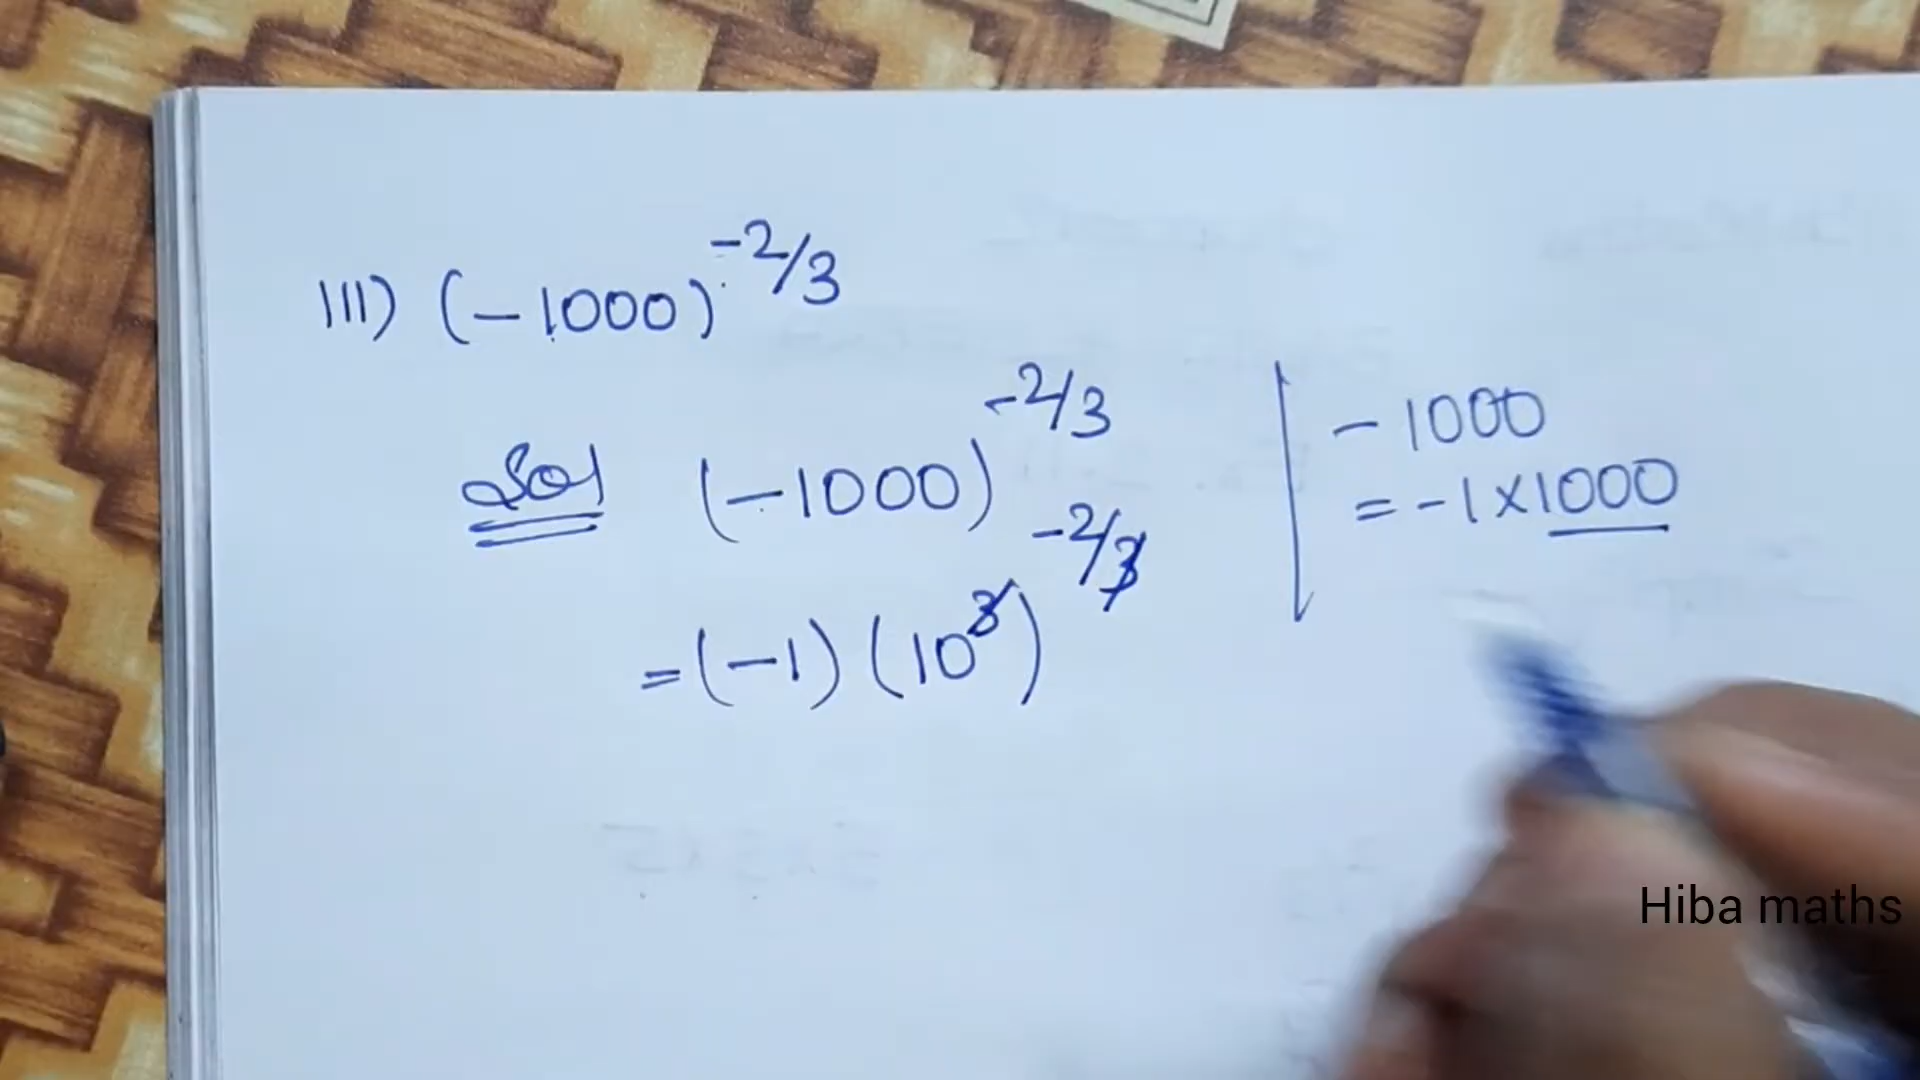 III) (-1000)^-2/3
Sol (-1000)^-2/3
= (-1) (10^3)^-2/3
-1000
= -1 x 1000
Hiba maths